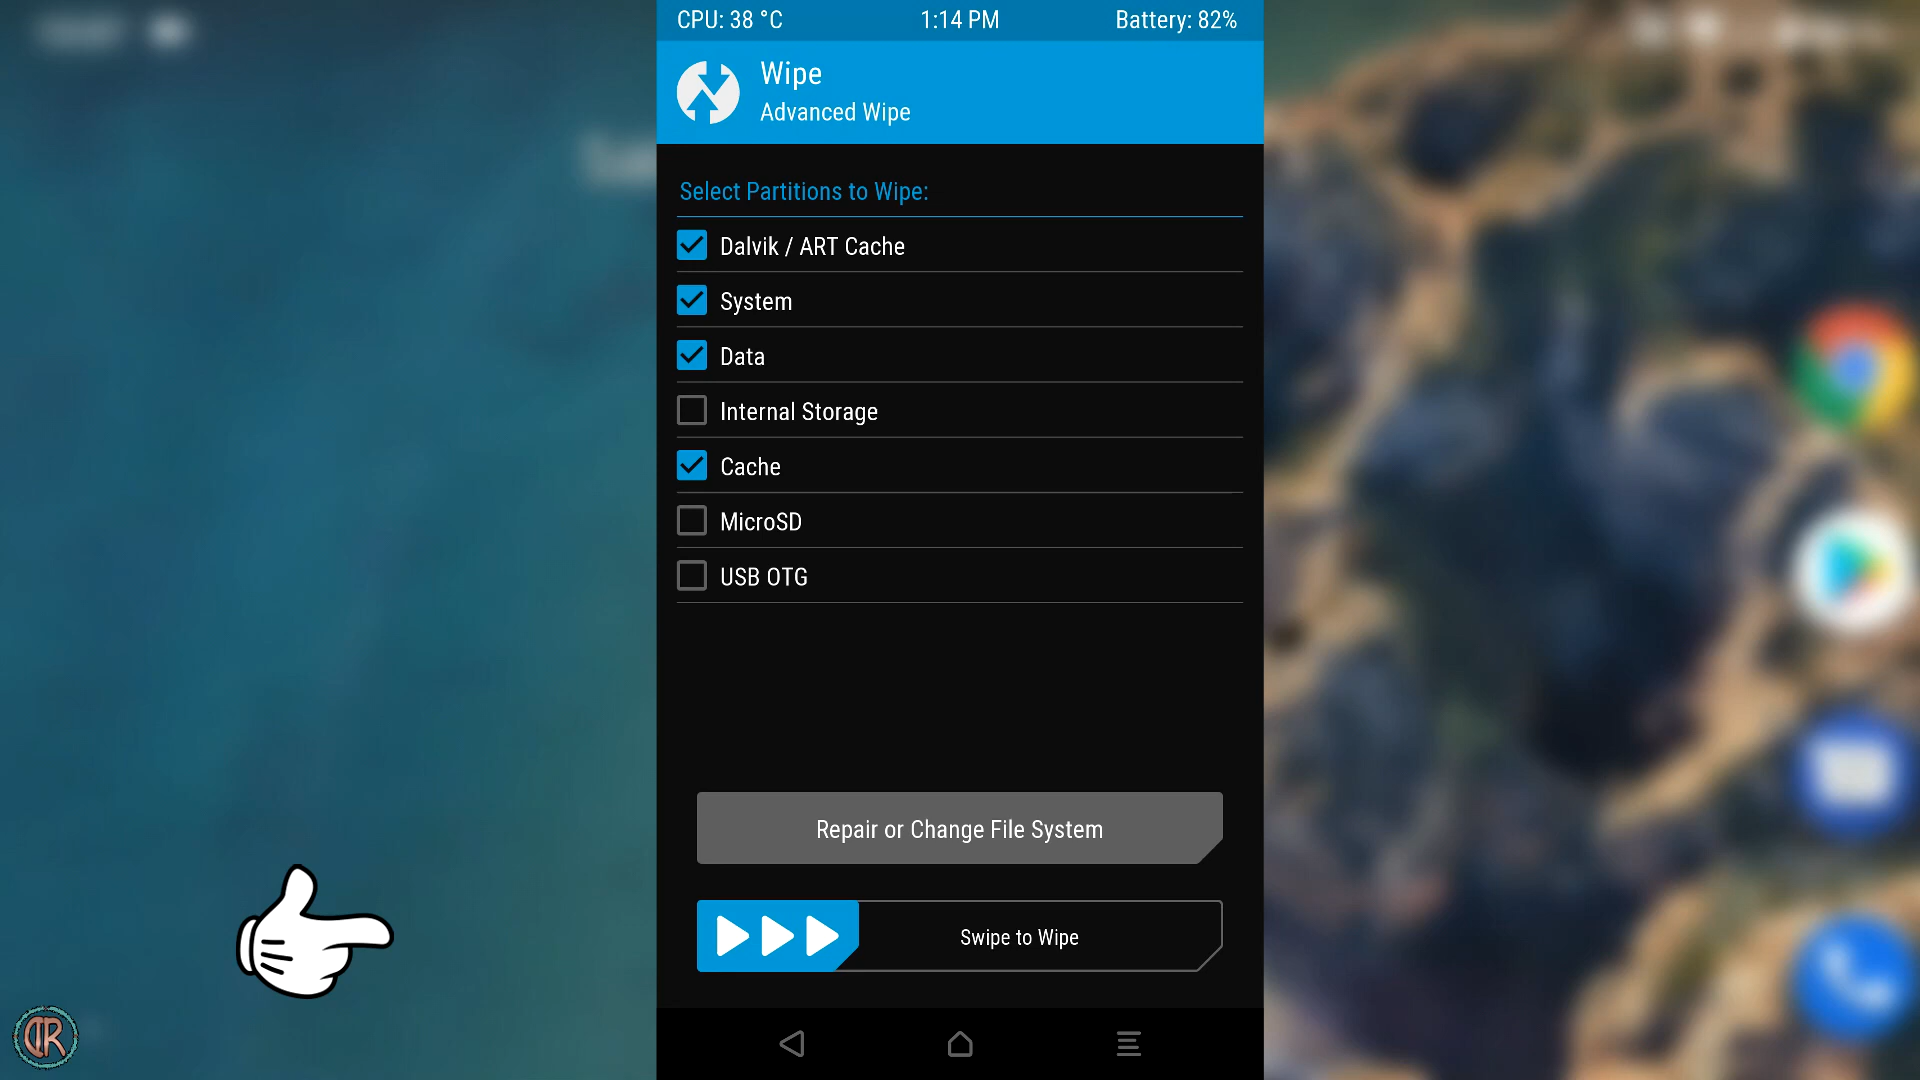 CPU: 38 °C 1:14 PM Battery: 82%
Wipe
Advanced Wipe
Select Partitions to Wipe:
Dalvik / ART Cache
System
Data
Internal Storage
Cache
MicroSD
USB OTG
Repair or Change File System
Swipe to Wipe